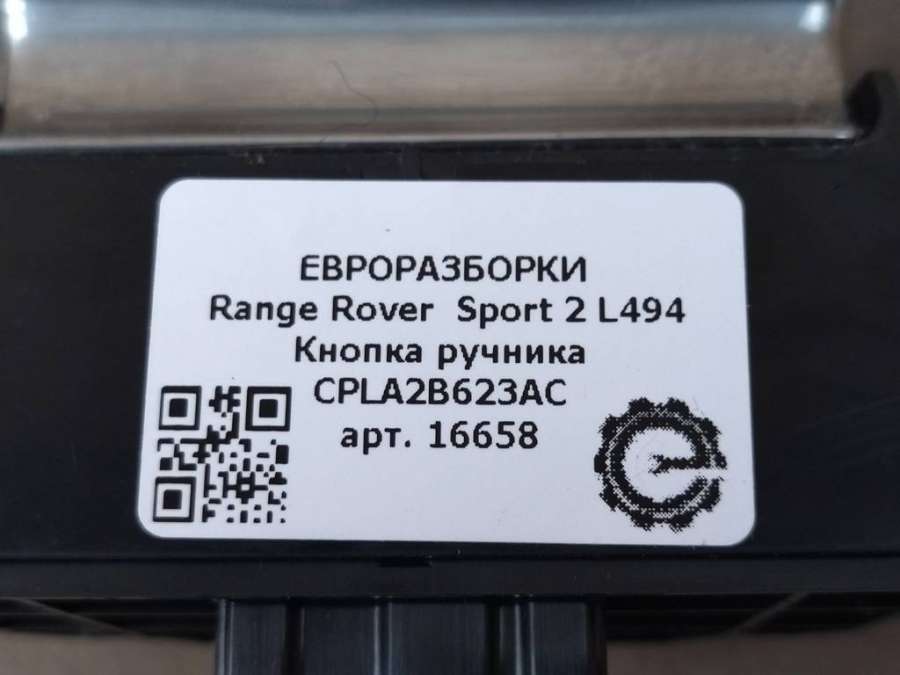 ЕВРОРАЗБОРКИ
Range Rover Sport 2 L494
Кнопка ручника
CPLA2B623AC
арт. 16658